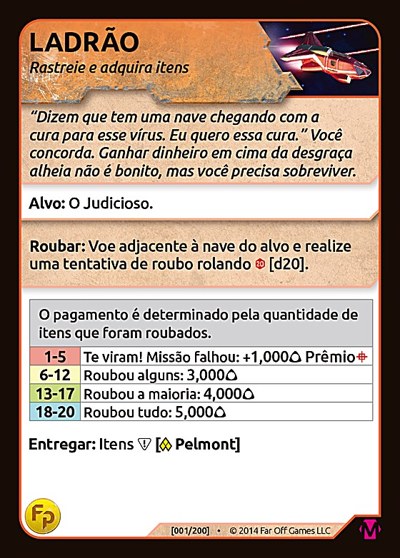 LADRÃO
Rastreie e adquira itens
“Dizem que tem uma nave chegando com a
cura para esse vírus. Eu quero essa cura.” Você
concorda. Ganhar dinheiro em cima da desgraça
alheia não é bonito, mas você precisa sobreviver.
Alvo: O Judicioso.
Roubar: Voe adjacente à nave do alvo e realize
uma tentativa de roubo rolando 20 [d20].
O pagamento é determinado pela quantidade de
itens que foram roubados.
1-5 Te viram! Missão falhou: +1,000 Prêmio
6-12 Roubou alguns: 3,000
13-17 Roubou a maioria: 4,000
18-20 Roubou tudo: 5,000
Entregar: Itens [ Pelmont]
FP
[001/200] • © 2014 Far Off Games LLC